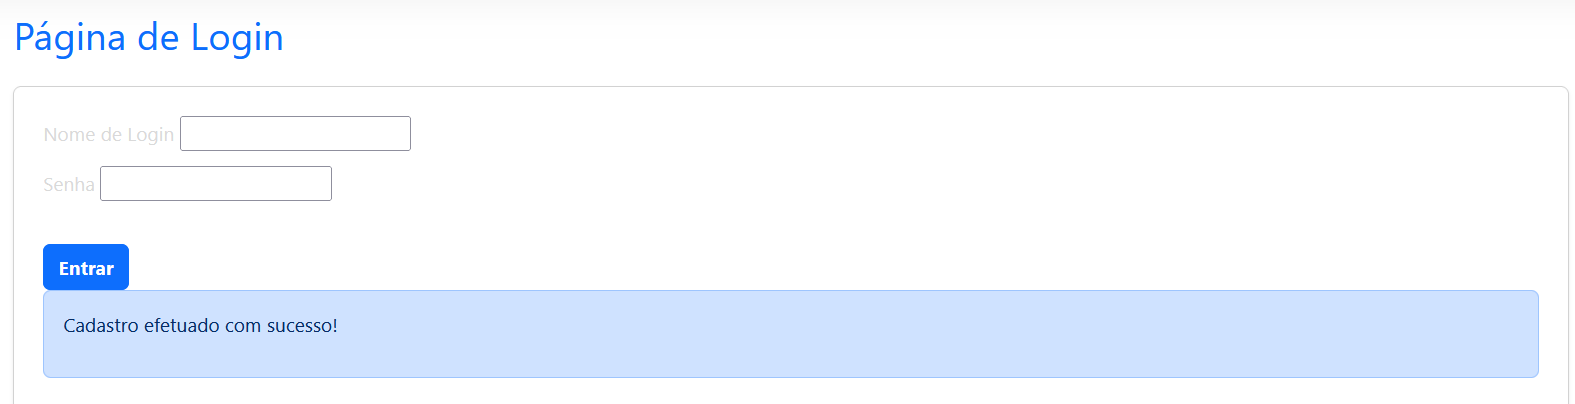 Página de Login
Nome de Login
Senha
Entrar
Cadastro efetuado com sucesso!